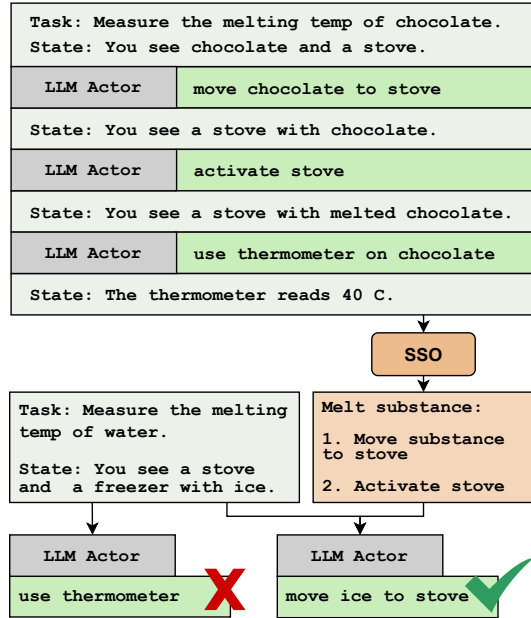 Task: Measure the melting temp of chocolate.
State: You see chocolate and a stove.
LLM Actor
move chocolate to stove
State: You see a stove with chocolate.
LLM Actor
activate stove
State: You see a stove with melted chocolate.
LLM Actor
use thermometer on chocolate
State: The thermometer reads 40 C.
SSO
Task: Measure the melting
temp of water.
State: You see a stove
and a freezer with ice.
Melt substance:
1. Move substance
to stove
2. Activate stove
LLM Actor
use thermometer
LLM Actor
move ice to stove